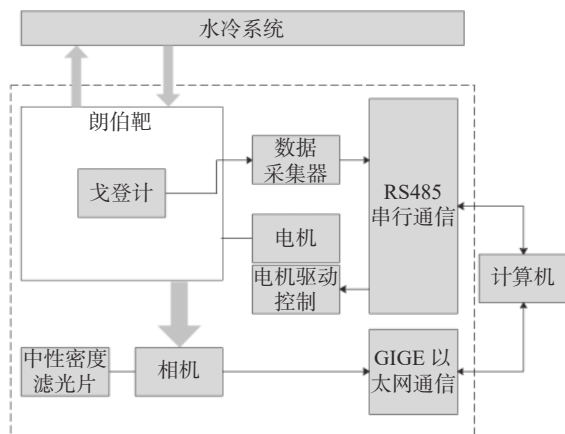 水冷系统
朗伯靶
戈登计
数据
采集器
RS485
串行通信
电机
电机驱动
控制
计算机
中性密度
滤光片
相机
GIGE 以
太网通信